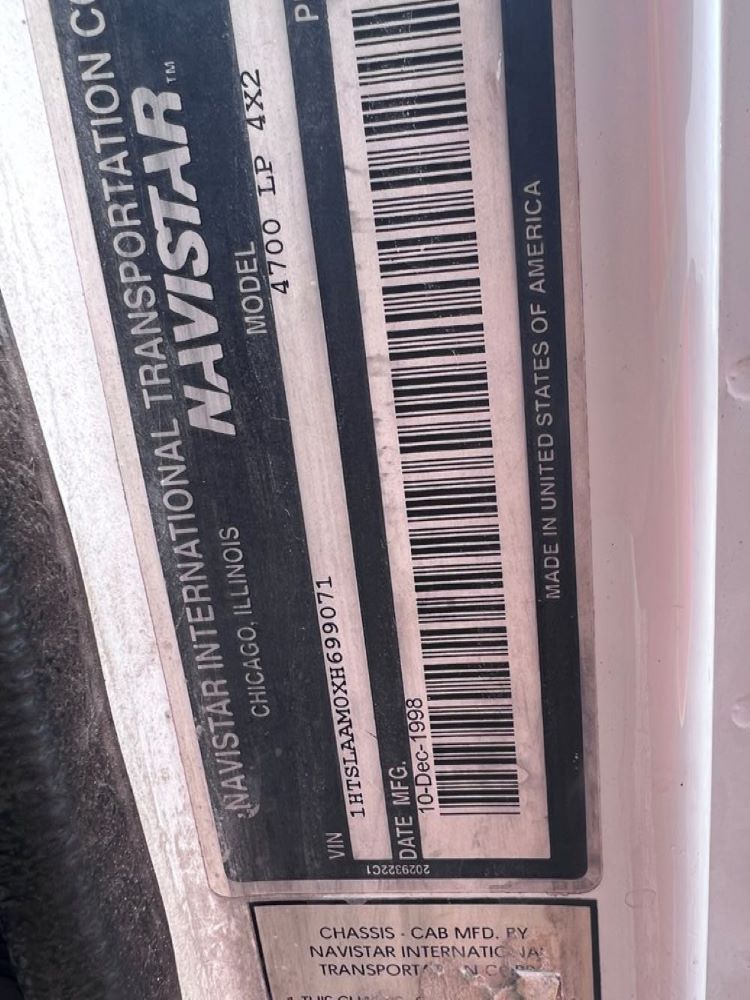 NAVISTAR INTERNATIONAL TRANSPORTATION
NAVISTAR™
CHICAGO, ILLINOIS
MODEL
4700 LP 4X2
VIN
1HTSLAAM0XH699071
DATE MFG.
10-Dec-1998
MADE IN UNITED STATES OF AMERICA
2029322C1
CHASSIS - CAB MFD. BY
NAVISTAR